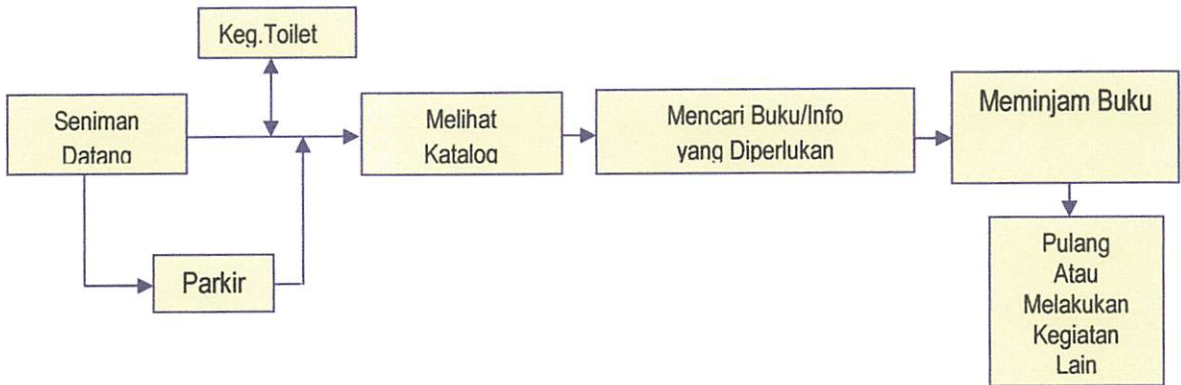 Keg.Toilet
Seniman
Datang
Melihat
Katalog
Mencari Buku/Info
yang Diperlukan
Meminjam Buku
Parkir
Pulang
Atau
Melakukan
Kegiatan
Lain